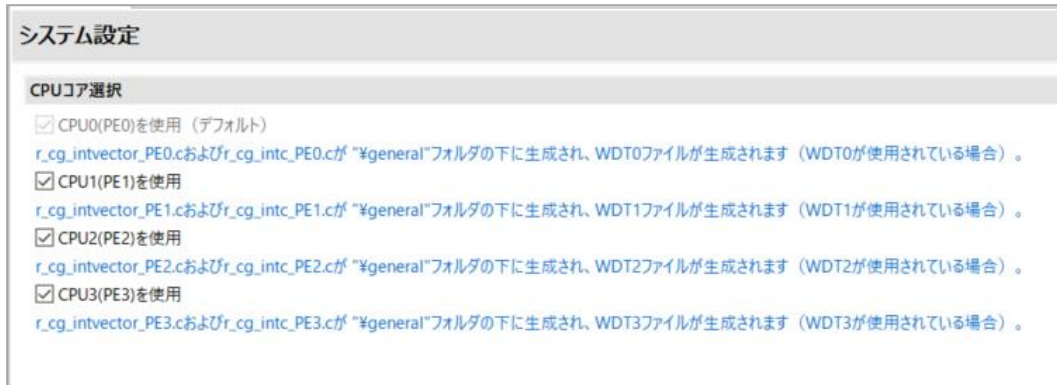 システム設定
CPUコア選択
CPU0(PE0)を使用（デフォルト）
r_cg_intvector_PE0.cおよびr_cg_intc_PE0.cが "¥general"フォルダの下に生成され、WDT0ファイルが生成されます（WDT0が使用されている場合）。
CPU1(PE1)を使用
r_cg_intvector_PE1.cおよびr_cg_intc_PE1.cが "¥general"フォルダの下に生成され、WDT1ファイルが生成されます（WDT1が使用されている場合）。
CPU2(PE2)を使用
r_cg_intvector_PE2.cおよびr_cg_intc_PE2.cが "¥general"フォルダの下に生成され、WDT2ファイルが生成されます（WDT2が使用されている場合）。
CPU3(PE3)を使用
r_cg_intvector_PE3.cおよびr_cg_intc_PE3.cが "¥general"フォルダの下に生成され、WDT3ファイルが生成されます（WDT3が使用されている場合）。